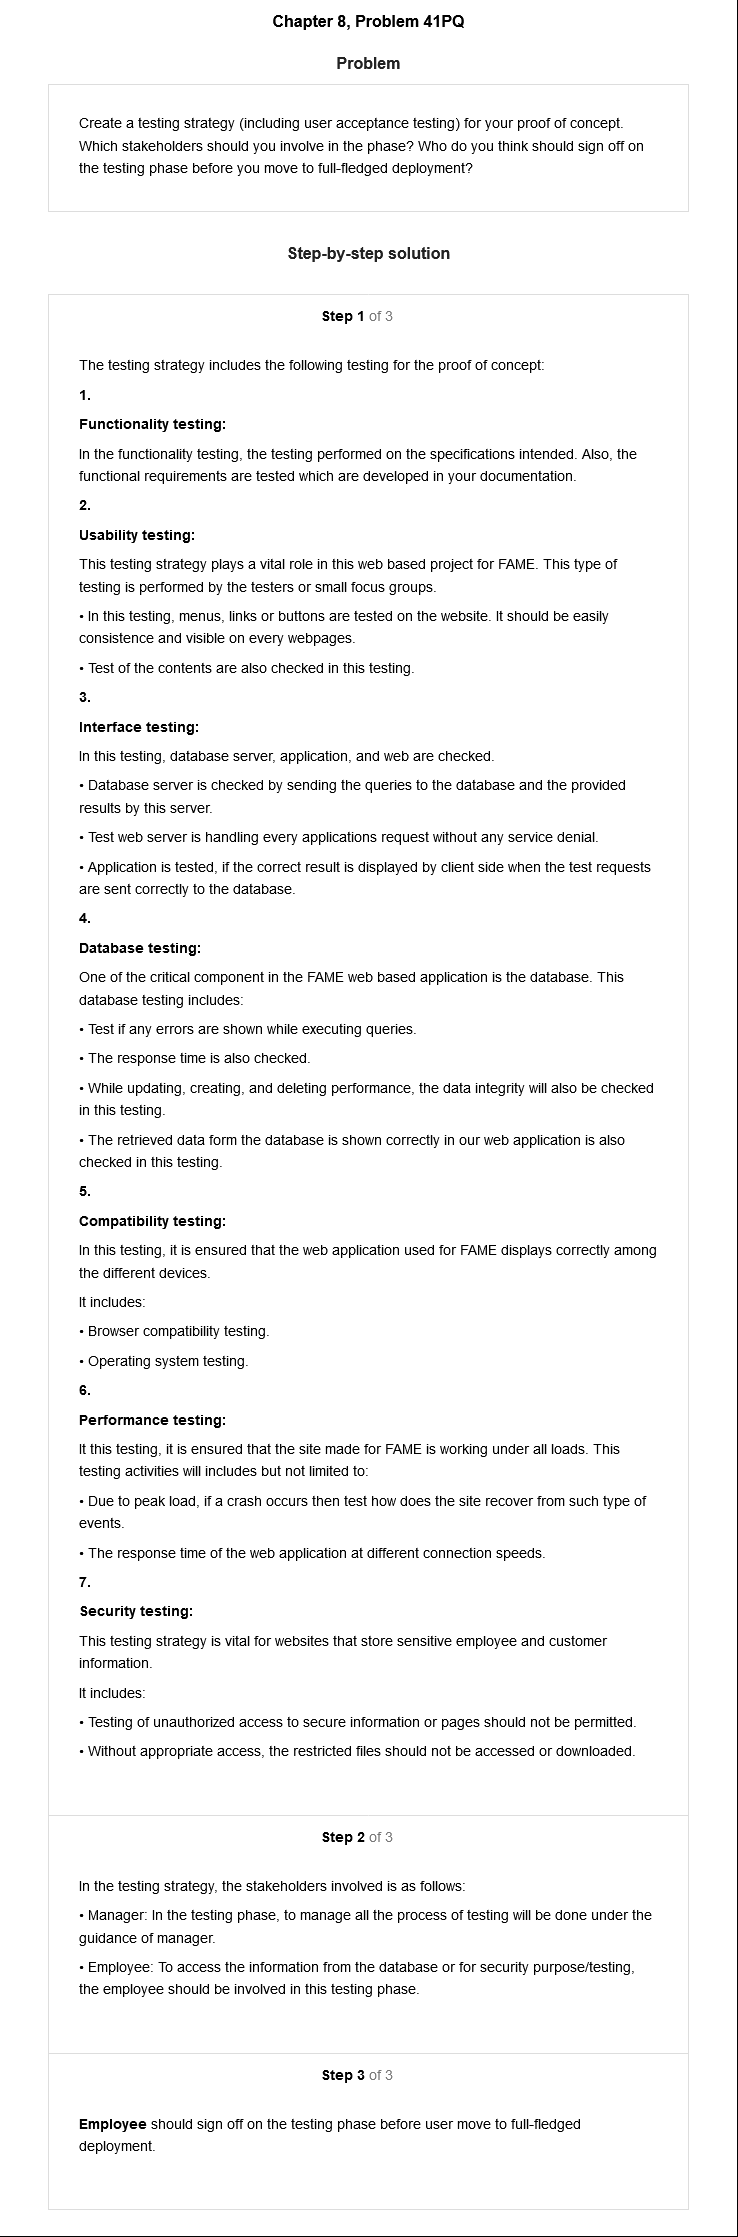 Chapter 8, Problem 41PQ
Problem
Create a testing strategy (including user acceptance testing) for your proof of concept.
Which stakeholders should you involve in the phase? Who do you think should sign off on
the testing phase before you move to full-fledged deployment?
Step-by-step solution
Step 1 of 3
The testing strategy includes the following testing for the proof of concept:
1.
Functionality testing:
In the functionality testing, the testing performed on the specifications intended. Also, the
functional requirements are tested which are developed in your documentation.
2.
Usability testing:
This testing strategy plays a vital role in this web based project for FAME. This type of
testing is performed by the testers or small focus groups.
• In this testing, menus, links or buttons are tested on the website. It should be easily
consistence and visible on every webpages.
• Test of the contents are also checked in this testing.
3.
Interface testing:
In this testing, database server, application, and web are checked.
• Database server is checked by sending the queries to the database and the provided
results by this server.
• Test web server is handling every applications request without any service denial.
• Application is tested, if the correct result is displayed by client side when the test requests
are sent correctly to the database.
4.
Database testing:
One of the critical component in the FAME web based application is the database. This
database testing includes:
• Test if any errors are shown while executing queries.
• The response time is also checked.
• While updating, creating, and deleting performance, the data integrity will also be checked
in this testing.
• The retrieved data form the database is shown correctly in our web application is also
checked in this testing.
5.
Compatibility testing:
In this testing, it is ensured that the web application used for FAME displays correctly among
the different devices.
It includes:
• Browser compatibility testing.
• Operating system testing.
6.
Performance testing:
It this testing, it is ensured that the site made for FAME is working under all loads. This
testing activities will includes but not limited to:
• Due to peak load, if a crash occurs then test how does the site recover from such type of
events.
• The response time of the web application at different connection speeds.
7.
Security testing:
This testing strategy is vital for websites that store sensitive employee and customer
information.
It includes:
• Testing of unauthorized access to secure information or pages should not be permitted.
• Without appropriate access, the restricted files should not be accessed or downloaded.
Step 2 of 3
In the testing strategy, the stakeholders involved is as follows:
• Manager: In the testing phase, to manage all the process of testing will be done under the
guidance of manager.
• Employee: To access the information from the database or for security purpose/testing,
the employee should be involved in this testing phase.
Step 3 of 3
Employee should sign off on the testing phase before user move to full-fledged
deployment.